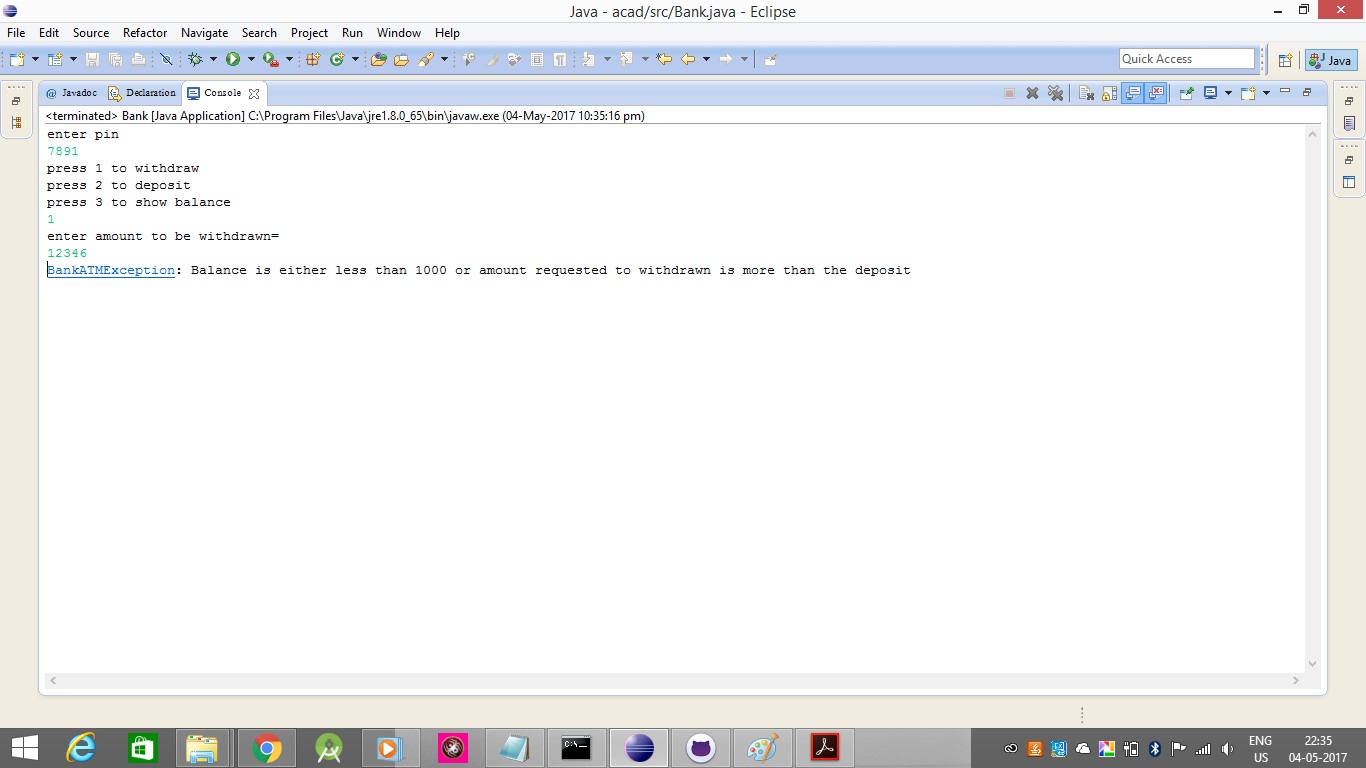 Java - acad/src/Bank.java - Eclipse
File Edit Source Refactor Navigate Search Project Run Window Help
Quick Access Java
@ Javadoc Declaration Console
<terminated> Bank [Java Application] C:\Program Files\Java\jre1.8.0_65\bin\javaw.exe (04-May-2017 10:35:16 pm)
enter pin
7891
press 1 to withdraw
press 2 to deposit
press 3 to show balance
1
enter amount to be withdrawn=
12346
BankATMException: Balance is either less than 1000 or amount requested to withdrawn is more than the deposit
ENG 22:35
US 04-05-2017